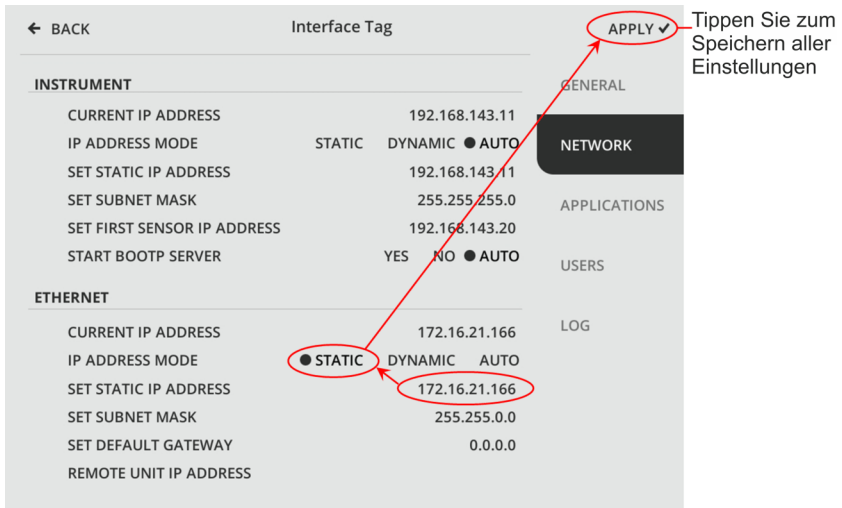 BACK
Interface Tag
APPLY ✔
Tippen Sie zum
Speichern aller
Einstellungen
INSTRUMENT
CURRENT IP ADDRESS 192.168.143.11
IP ADDRESS MODE STATIC DYNAMIC AUTO
SET STATIC IP ADDRESS 192.168.143.11
SET SUBNET MASK 255.255.255.0
SET FIRST SENSOR IP ADDRESS 192.168.143.20
START BOOTP SERVER YES NO AUTO
ETHERNET
CURRENT IP ADDRESS 172.16.21.166
IP ADDRESS MODE STATIC DYNAMIC AUTO
SET STATIC IP ADDRESS 172.16.21.166
SET SUBNET MASK 255.255.0.0
SET DEFAULT GATEWAY 0.0.0.0
REMOTE UNIT IP ADDRESS
GENERAL
NETWORK
APPLICATIONS
USERS
LOG